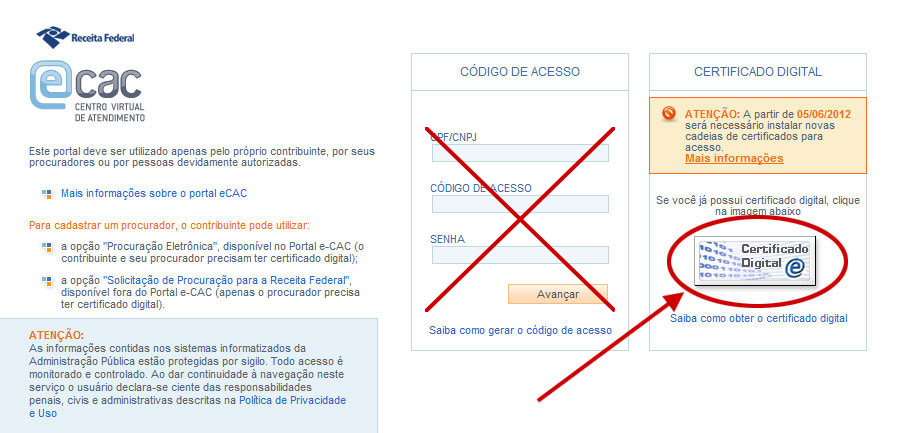 Receita Federal
ecac
CENTRO VIRTUAL
DE ATENDIMENTO
Este portal deve ser utilizado apenas pelo próprio contribuinte, por seus
procuradores ou por pessoas devidamente autorizadas.
Mais informações sobre o portal eCAC
Para cadastrar um procurador, o contribuinte pode utilizar:
a opção "Procuração Eletrônica", disponível no Portal e-CAC (o
contribuinte e seu procurador precisam ter certificado digital);
a opção "Solicitação de Procuração para a Receita Federal",
disponível fora do Portal e-CAC (apenas o procurador precisa
ter certificado digital).
ATENÇÃO:
As informações contidas nos sistemas informatizados da
Administração Pública estão protegidas por sigilo. Todo acesso é
monitorado e controlado. Ao dar continuidade à navegação neste
serviço o usuário declara-se ciente das responsabilidades
penais, civis e administrativas descritas na Política de Privacidade
e Uso
CÓDIGO DE ACESSO
CPF/CNPJ
CÓDIGO DE ACESSO
SENHA
Avançar
Saiba como gerar o código de acesso
CERTIFICADO DIGITAL
ATENÇÃO: A partir de 05/06/2012
será necessário instalar novas
cadeias de certificados para
acesso.
Mais informações
Se você já possui certificado digital, clique
na imagem abaixo
Certificado
Digital
Saiba como obter o certificado digital